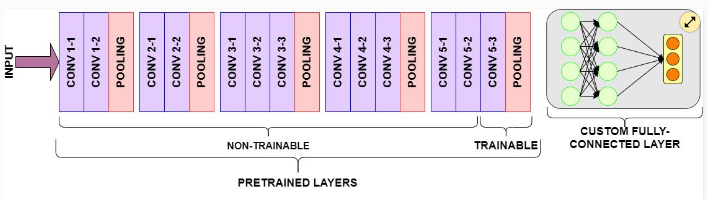 INPUT
CONV 1-1
CONV 1-2
POOLING
CONV 2-1
CONV 2-2
POOLING
CONV 3-1
CONV 3-2
CONV 3-3
POOLING
CONV 4-1
CONV 4-2
CONV 4-3
POOLING
CONV 5-1
CONV 5-2
CONV 5-3
POOLING
NON-TRAINABLE
TRAINABLE
CUSTOM FULLY-
CONNECTED LAYER
PRETRAINED LAYERS